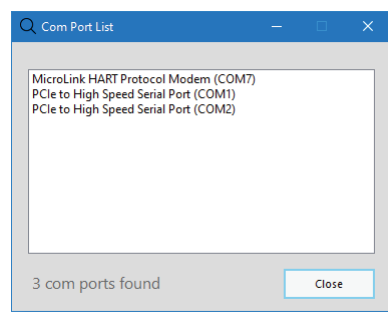 Com Port List
MicroLink HART Protocol Modem (COM7)
PCIe to High Speed Serial Port (COM1)
PCIe to High Speed Serial Port (COM2)
3 com ports found
Close